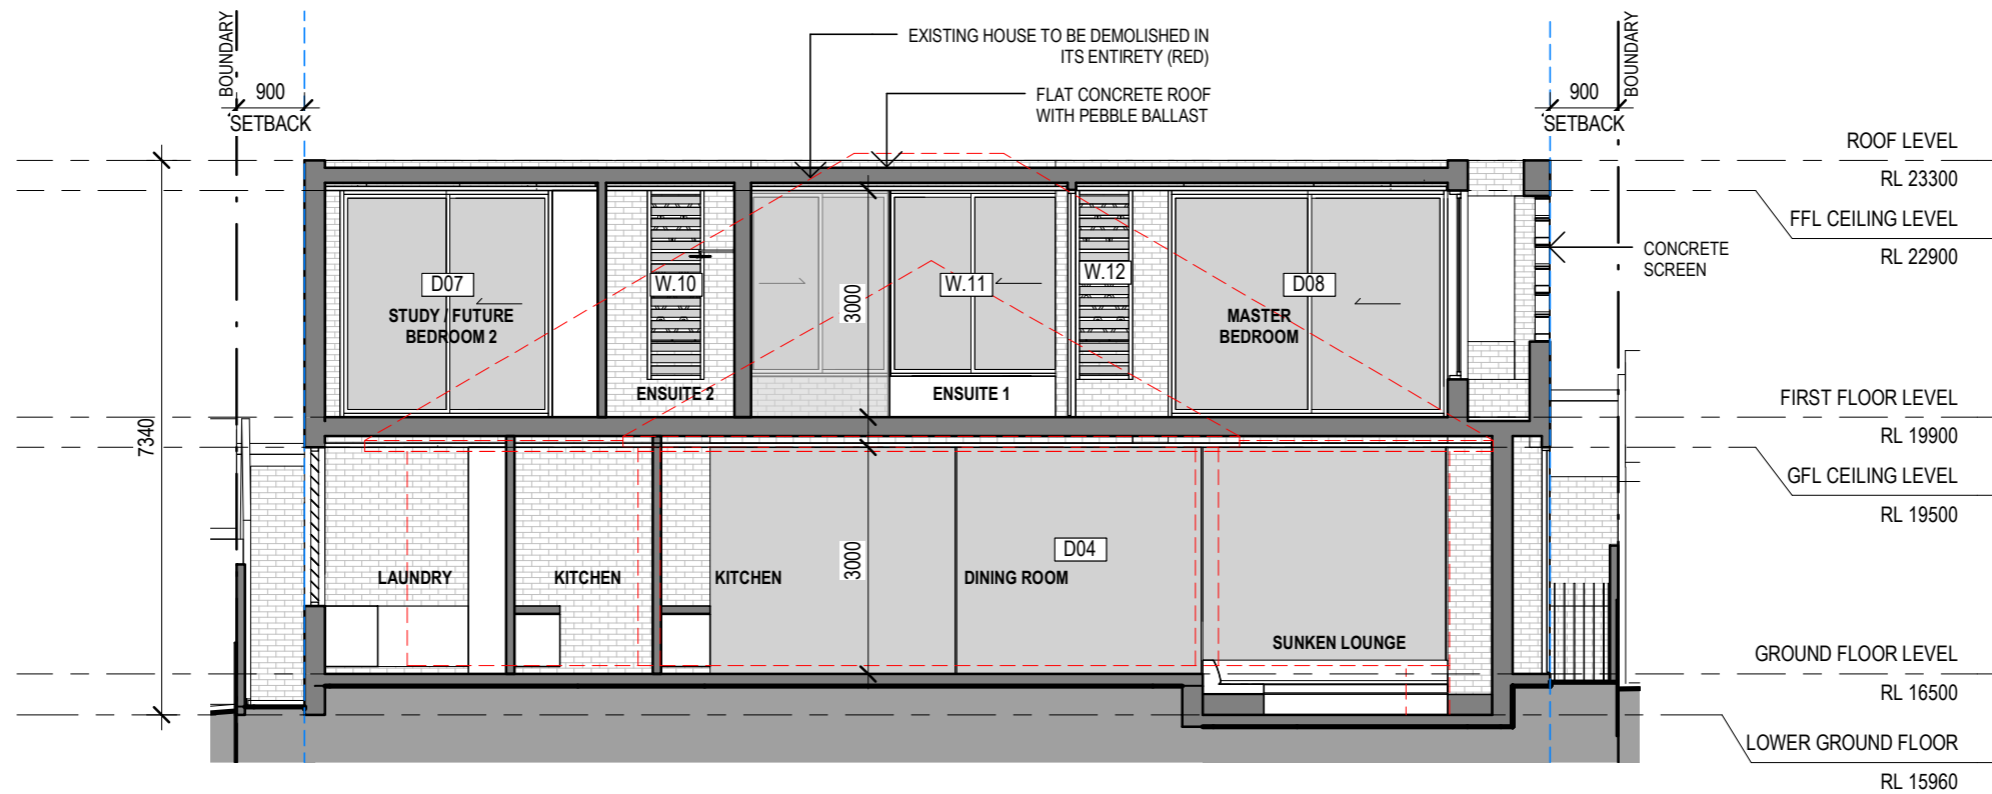 BOUNDARY
900
SETBACK
EXISTING HOUSE TO BE DEMOLISHED IN
ITS ENTIRETY (RED)
FLAT CONCRETE ROOF
WITH PEBBLE BALLAST
900
SETBACK
BOUNDARY
ROOF LEVEL
RL 23300
FFL CEILING LEVEL
RL 22900
CONCRETE
SCREEN
D07
STUDY / FUTURE
BEDROOM 2
W.10
ENSUITE 2
3000
W.11
ENSUITE 1
W.12
D08
MASTER
BEDROOM
FIRST FLOOR LEVEL
RL 19900
GFL CEILING LEVEL
RL 19500
7340
LAUNDRY
KITCHEN
KITCHEN
3000
DINING ROOM
D04
SUNKEN LOUNGE
GROUND FLOOR LEVEL
RL 16500
LOWER GROUND FLOOR
RL 15960